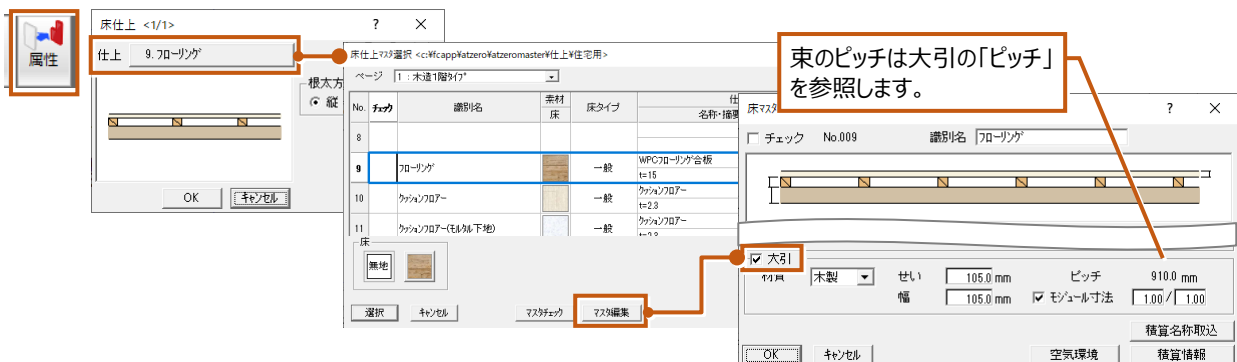 属性
床仕上 <1/1>
? ×
仕上 9. ﾌﾛｰﾘﾝｸﾞ
根太方
縦
OK ｷｬﾝｾﾙ
床仕上ﾏｽﾀ選択 <c:¥fcapp¥atzero¥atzeromaster¥仕上¥住宅用>
ページ 1 : 木造1階ﾀｲﾌﾟ
No. ﾁｪｯｸ 識別名 素材 床 床タイプ 仕
名称・摘要
8
9 ﾌﾛｰﾘﾝｸﾞ 一般 WPCﾌﾛｰﾘﾝｸﾞ合板
t=15
10 ｸｯｼｮﾝﾌﾛｱｰ 一般 ｸｯｼｮﾝﾌﾛｱｰ
t=2.3
11 ｸｯｼｮﾝﾌﾛｱｰ(ﾓﾙﾀﾙ下地) 一般 ｸｯｼｮﾝﾌﾛｱｰ
t=2.3
床
無地
選択 ｷｬﾝｾﾙ ﾏｽﾀﾁｪｯｸ ﾏｽﾀ編集
束のピッチは大引の「ピッチ」
を参照します。
床ﾏｽﾀ
? ×
チェック No.009 識別名 ﾌﾛｰﾘﾝｸﾞ
大引
材質 木製 せい 105.0 mm ピッチ 910.0 mm
幅 105.0 mm ﾓｼﾞｭｰﾙ寸法 1.00 / 1.00
積算名称取込
OK ｷｬﾝｾﾙ 空気環境 積算情報